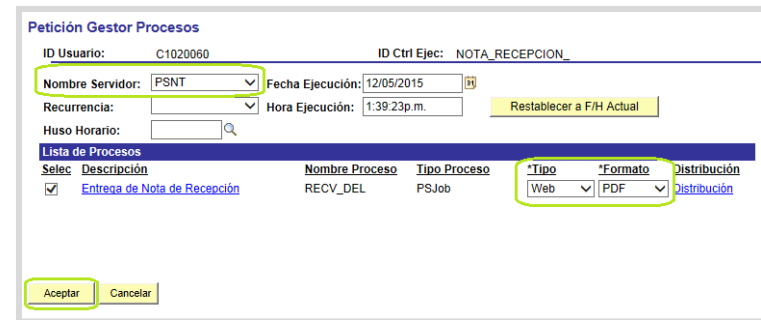 Petición Gestor Procesos
ID Usuario: C1020060 ID Ctrl Ejec: NOTA_RECEPCION_
Nombre Servidor: PSNT Fecha Ejecución: 12/05/2015
Recurrencia: Hora Ejecución: 1:39:23p.m. Restablecer a F/H Actual
Huso Horario:
Lista de Procesos
Selec Descripción Nombre Proceso Tipo Proceso *Tipo *Formato Distribución
Entrega de Nota de Recepción RECV_DEL PSJob Web PDF Distribución
Aceptar Cancelar